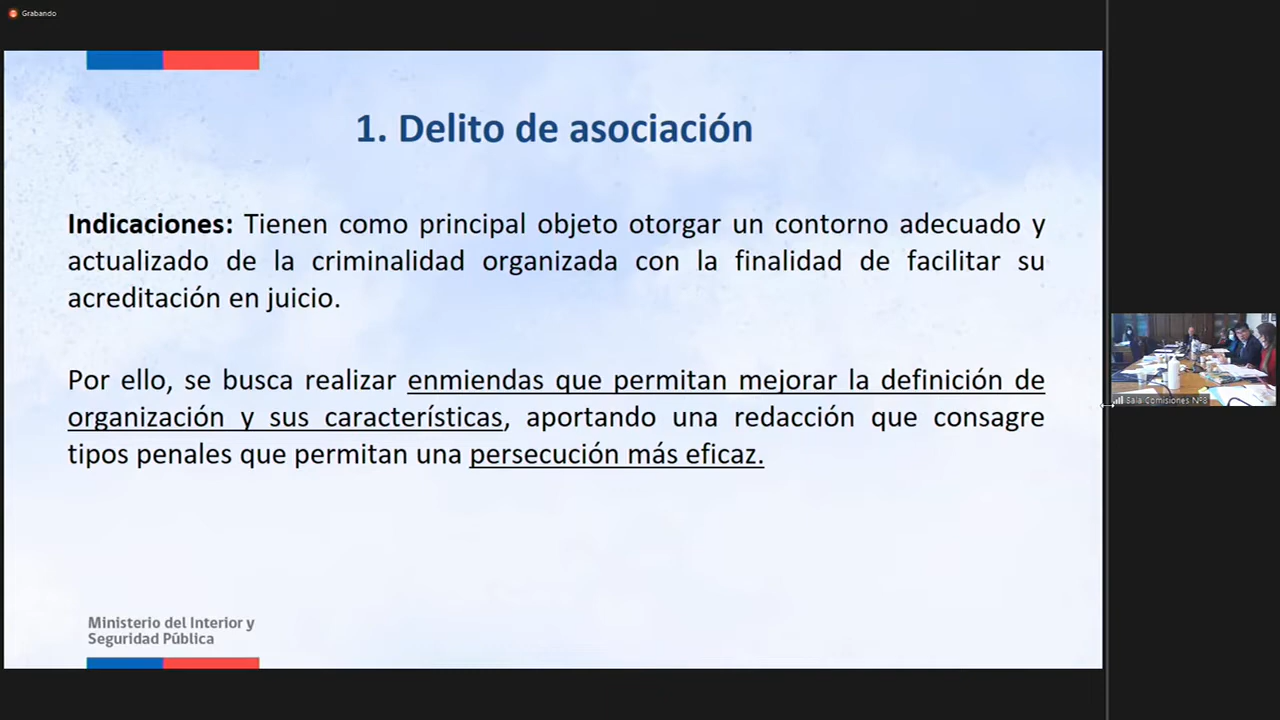 Grabando
1. Delito de asociación
Indicaciones: Tienen como principal objeto otorgar un contorno adecuado y
actualizado de la criminalidad organizada con la finalidad de facilitar su
acreditación en juicio.
Por ello, se busca realizar enmiendas que permitan mejorar la definición de
organización y sus características, aportando una redacción que consagre
tipos penales que permitan una persecución más eficaz.
Sala Comisiones N°8
Ministerio del Interior y
Seguridad Pública